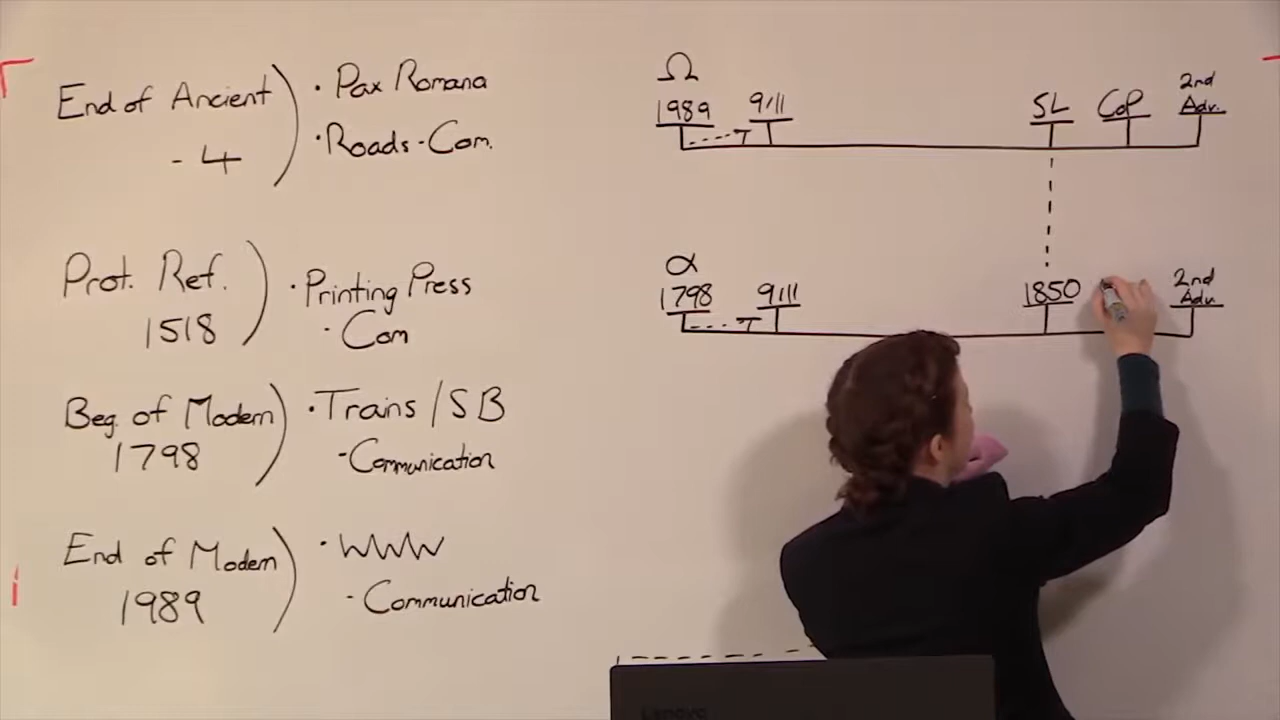 End of Ancient
- 4
· Pax Romana
· Roads - Com.
Prot. Ref.
1518
· Printing Press
- Com
Beg. of Modern
1798
· Trains / SB
- Communication
End of Modern
1989
· WWW
- Communication
Ω
1989
9/11
SL
CoP
2nd
Adv.
α
1798
9/11
1850
2nd
Adv.
Lenovo